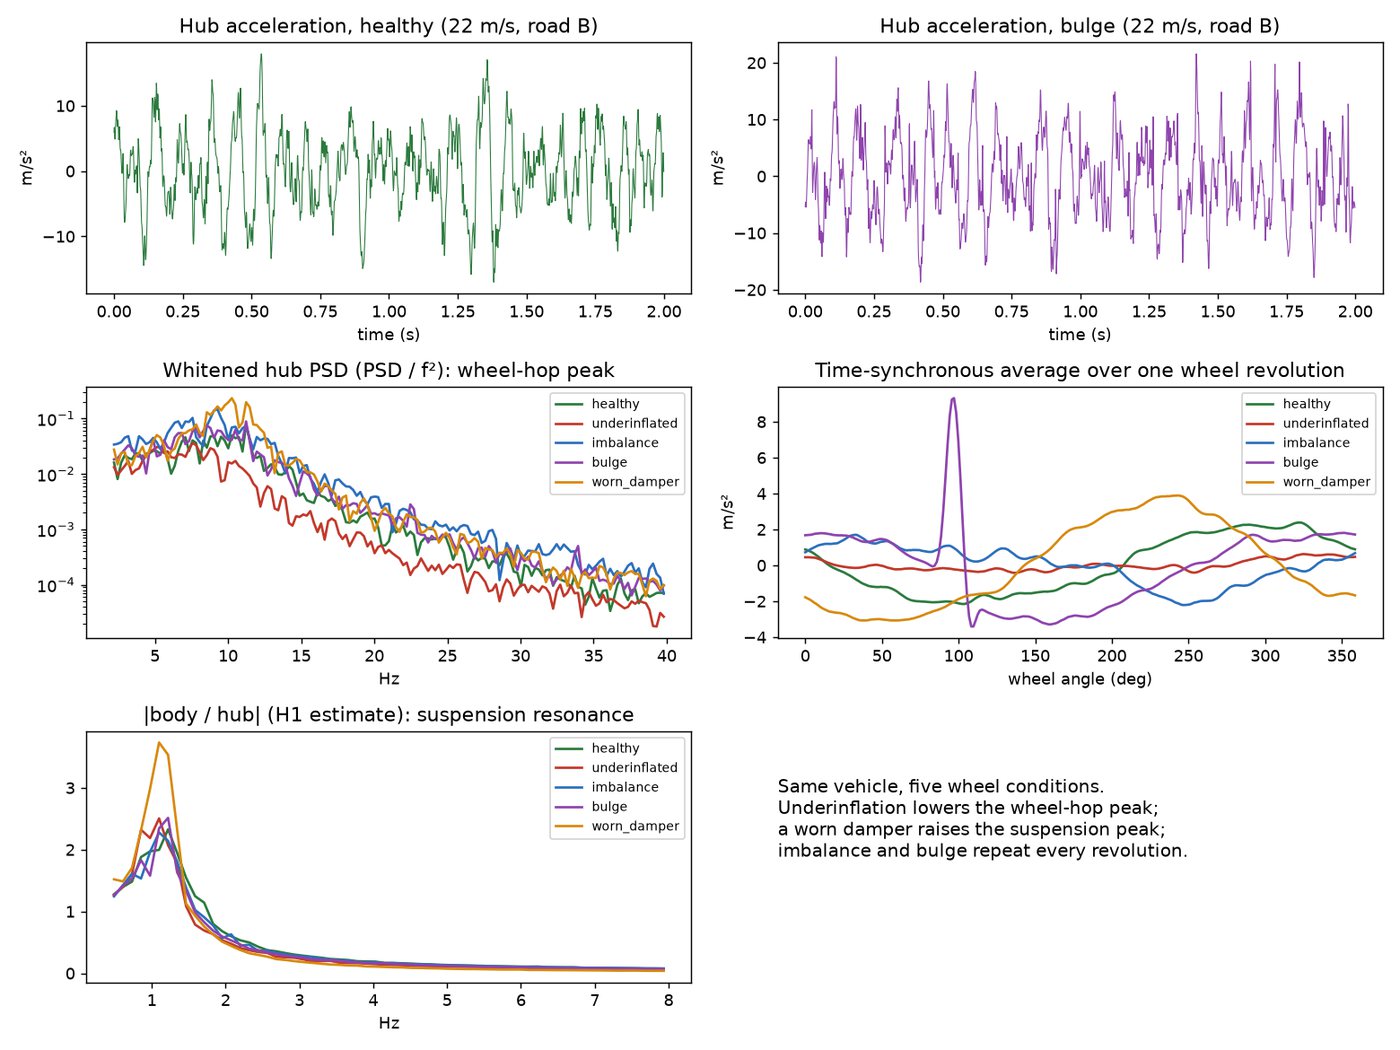 Hub acceleration, healthy (22 m/s, road B)
m/s²
10
0
−10
0.00 0.25 0.50 0.75 1.00 1.25 1.50 1.75 2.00
time (s)
Hub acceleration, bulge (22 m/s, road B)
m/s²
20
10
0
−10
−20
0.00 0.25 0.50 0.75 1.00 1.25 1.50 1.75 2.00
time (s)
Whitened hub PSD (PSD / f²): wheel-hop peak
10⁻¹
10⁻²
10⁻³
10⁻⁴
healthy
underinflated
imbalance
bulge
worn_damper
5 10 15 20 25 30 35 40
Hz
Time-synchronous average over one wheel revolution
m/s²
8
6
4
2
0
−2
−4
healthy
underinflated
imbalance
bulge
worn_damper
0 50 100 150 200 250 300 350
wheel angle (deg)
|body / hub| (H1 estimate): suspension resonance
3
2
1
0
healthy
underinflated
imbalance
bulge
worn_damper
1 2 3 4 5 6 7 8
Hz
Same vehicle, five wheel conditions.
Underinflation lowers the wheel-hop peak;
a worn damper raises the suspension peak;
imbalance and bulge repeat every revolution.